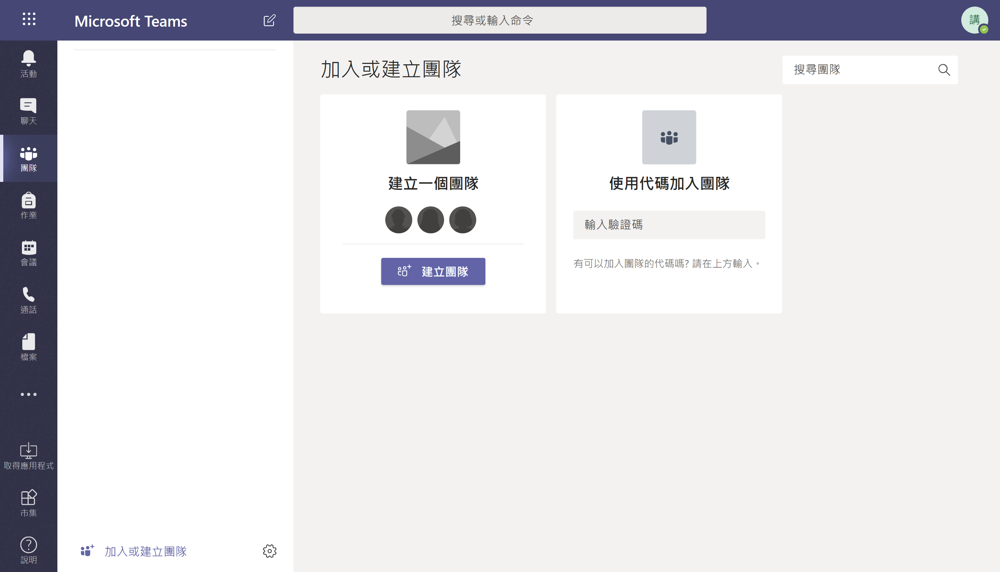 Microsoft Teams
搜尋或輸入命令
講
活動
聊天
團隊
作業
會議
通話
檔案
取得應用程式
市集
說明
加入或建立團隊
加入或建立團隊
搜尋團隊
建立一個團隊
建立團隊
使用代碼加入團隊
輸入驗證碼
有可以加入團隊的代碼嗎? 請在上方輸入。